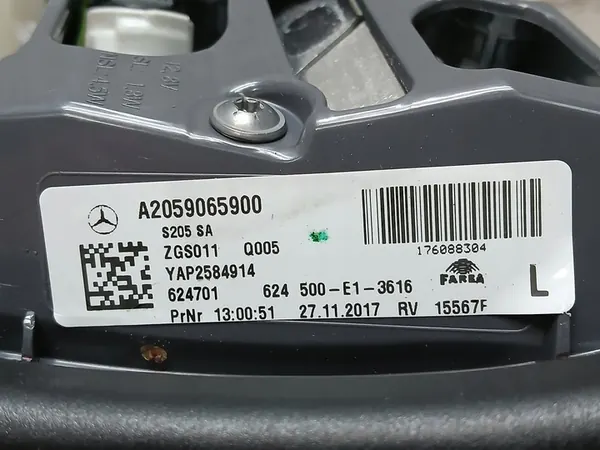 A2059065900
S205 SA
ZGS011 Q005
YAP2584914
624701 624 500-E1-3616
PrNr 13:00:51 27.11.2017 RV 15567F
176088304
FARBA
L